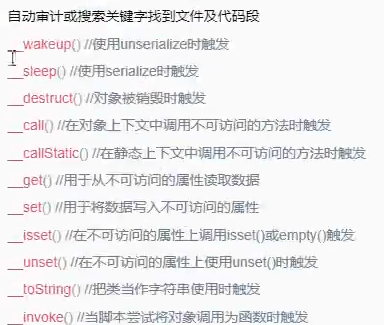 自动审计或搜索关键字找到文件及代码段
__wakeup() //使用unserialize时触发
__sleep() //使用serialize时触发
__destruct() //对象被销毁时触发
__call() //在对象上下文中调用不可访问的方法时触发
__callStatic() //在静态上下文中调用不可访问的方法时触发
__get() //用于从不可访问的属性读取数据
__set() //用于将数据写入不可访问的属性
__isset() //在不可访问的属性上调用isset()或empty()触发
__unset() //在不可访问的属性上使用unset()时触发
__toString() //把类当作字符串使用时触发
__invoke() //当脚本尝试将对象调用为函数时触发